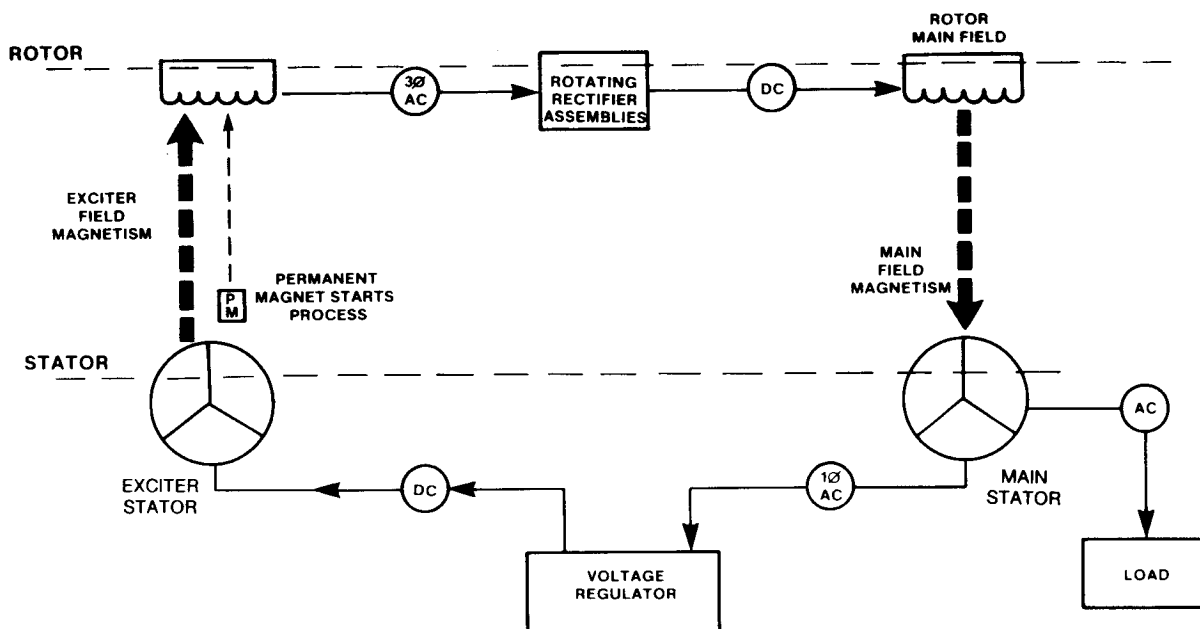 ROTOR
MAIN FIELD
ROTOR
3Ø
AC
ROTATING
RECTIFIER
ASSEMBLIES
DC
EXCITER
FIELD
MAGNETISM
PERMANENT
MAGNET STARTS
PROCESS
P
M
MAIN
FIELD
MAGNETISM
STATOR
AC
EXCITER
STATOR
DC
1Ø
AC
MAIN
STATOR
VOLTAGE
REGULATOR
LOAD